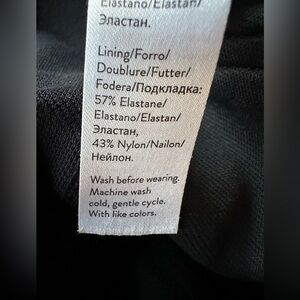 Elastano/Elastan/
Эластан.
Lining/Forro/
Doublure/Futter/
Fodera/Подкладка:
57% Elastane/
Elastano/Elastan/
Эластан,
43% Nylon/Nailon/
Нейлон.
Wash before wearing.
Machine wash
cold, gentle cycle.
With like colors.